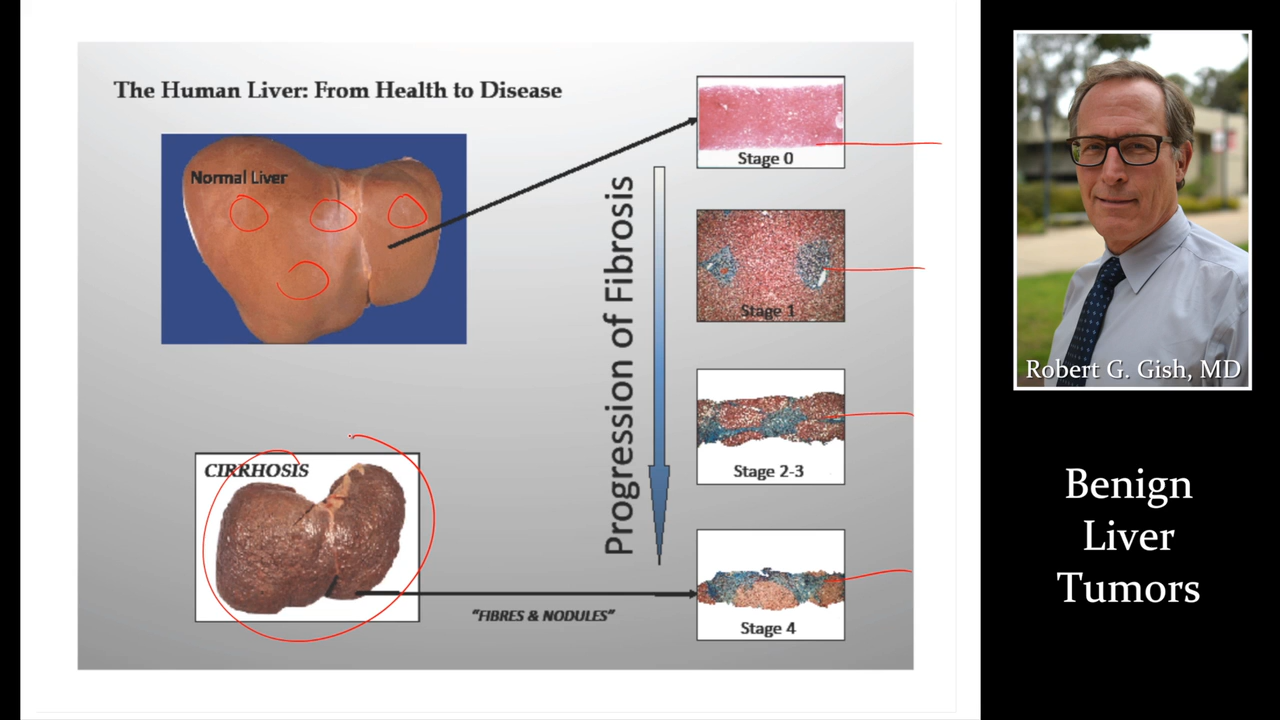 The Human Liver: From Health to Disease
Normal Liver
Stage 0
Progression of Fibrosis
Stage 1
Stage 2-3
CIRRHOSIS
"FIBRES & NODULES"
Stage 4
Robert G. Gish, MD
Benign
Liver
Tumors